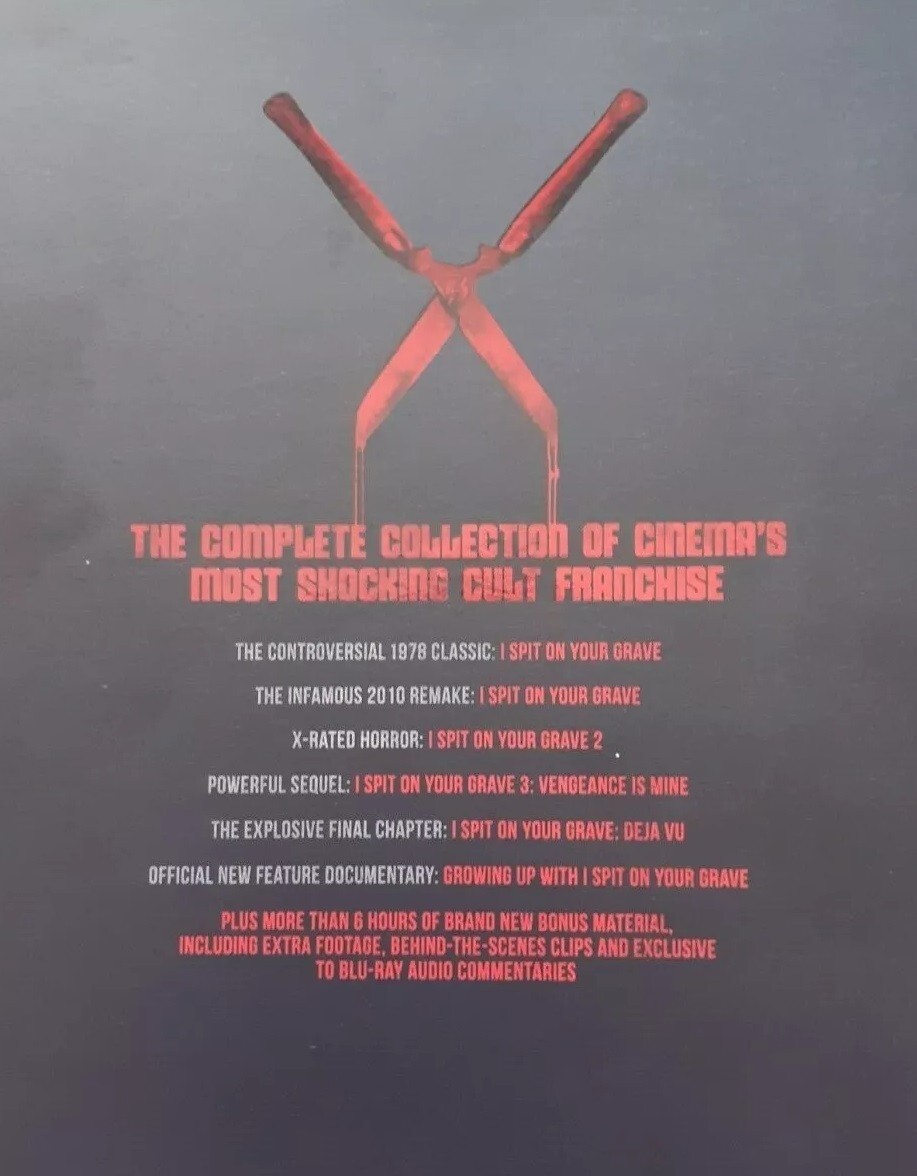 THE COMPLETE COLLECTION OF CINEMA'S
MOST SHOCKING CULT FRANCHISE
THE CONTROVERSIAL 1978 CLASSIC: I SPIT ON YOUR GRAVE
THE INFAMOUS 2010 REMAKE: I SPIT ON YOUR GRAVE
X-RATED HORROR: I SPIT ON YOUR GRAVE 2
POWERFUL SEQUEL: I SPIT ON YOUR GRAVE 3: VENGEANCE IS MINE
THE EXPLOSIVE FINAL CHAPTER: I SPIT ON YOUR GRAVE: DEJA VU
OFFICIAL NEW FEATURE DOCUMENTARY: GROWING UP WITH I SPIT ON YOUR GRAVE
PLUS MORE THAN 6 HOURS OF BRAND NEW BONUS MATERIAL,
INCLUDING EXTRA FOOTAGE, BEHIND-THE-SCENES CLIPS AND EXCLUSIVE
TO BLU-RAY AUDIO COMMENTARIES